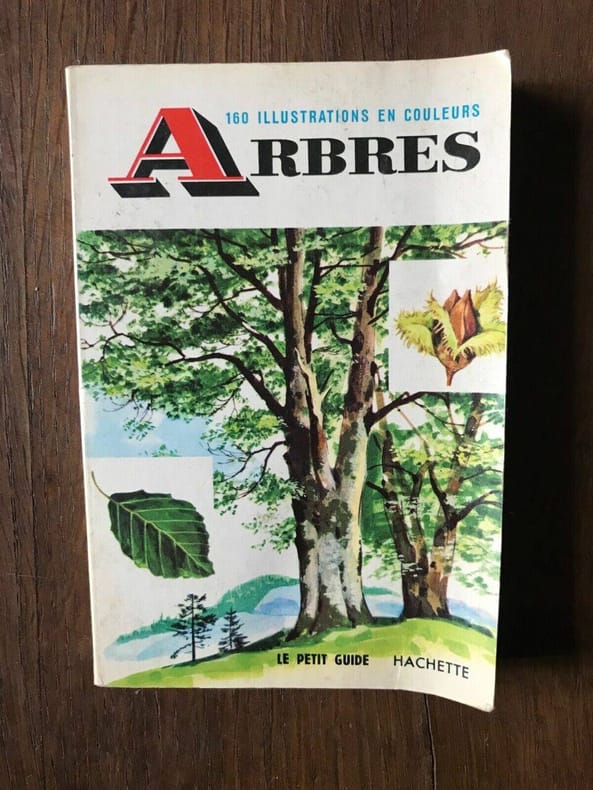 160 ILLUSTRATIONS EN COULEURS
ARBRES
LE PETIT GUIDE HACHETTE